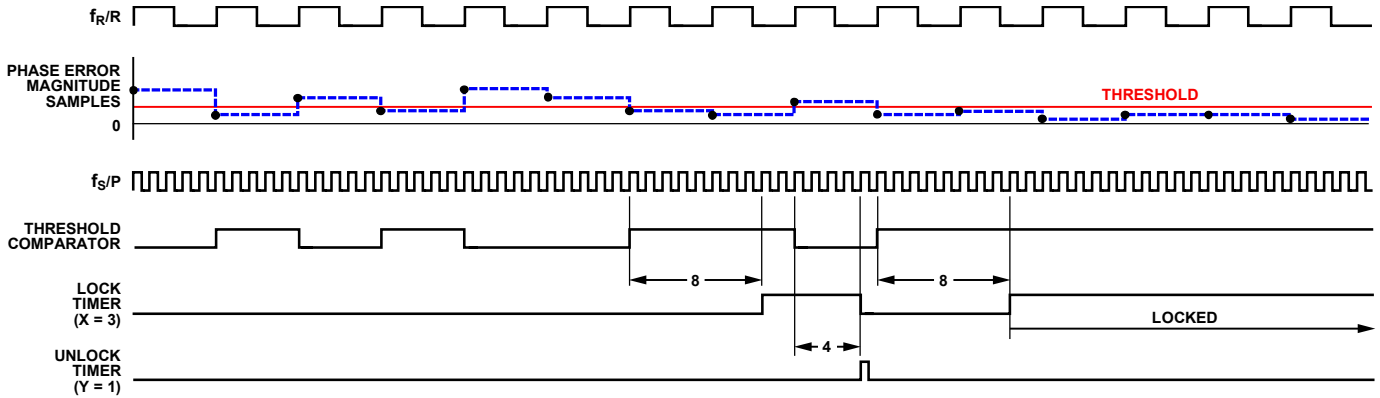 fR/R
PHASE ERROR
MAGNITUDE
SAMPLES
THRESHOLD
0
fS/P
THRESHOLD
COMPARATOR
8
8
LOCK
TIMER
(X = 3)
LOCKED
4
UNLOCK
TIMER
(Y = 1)